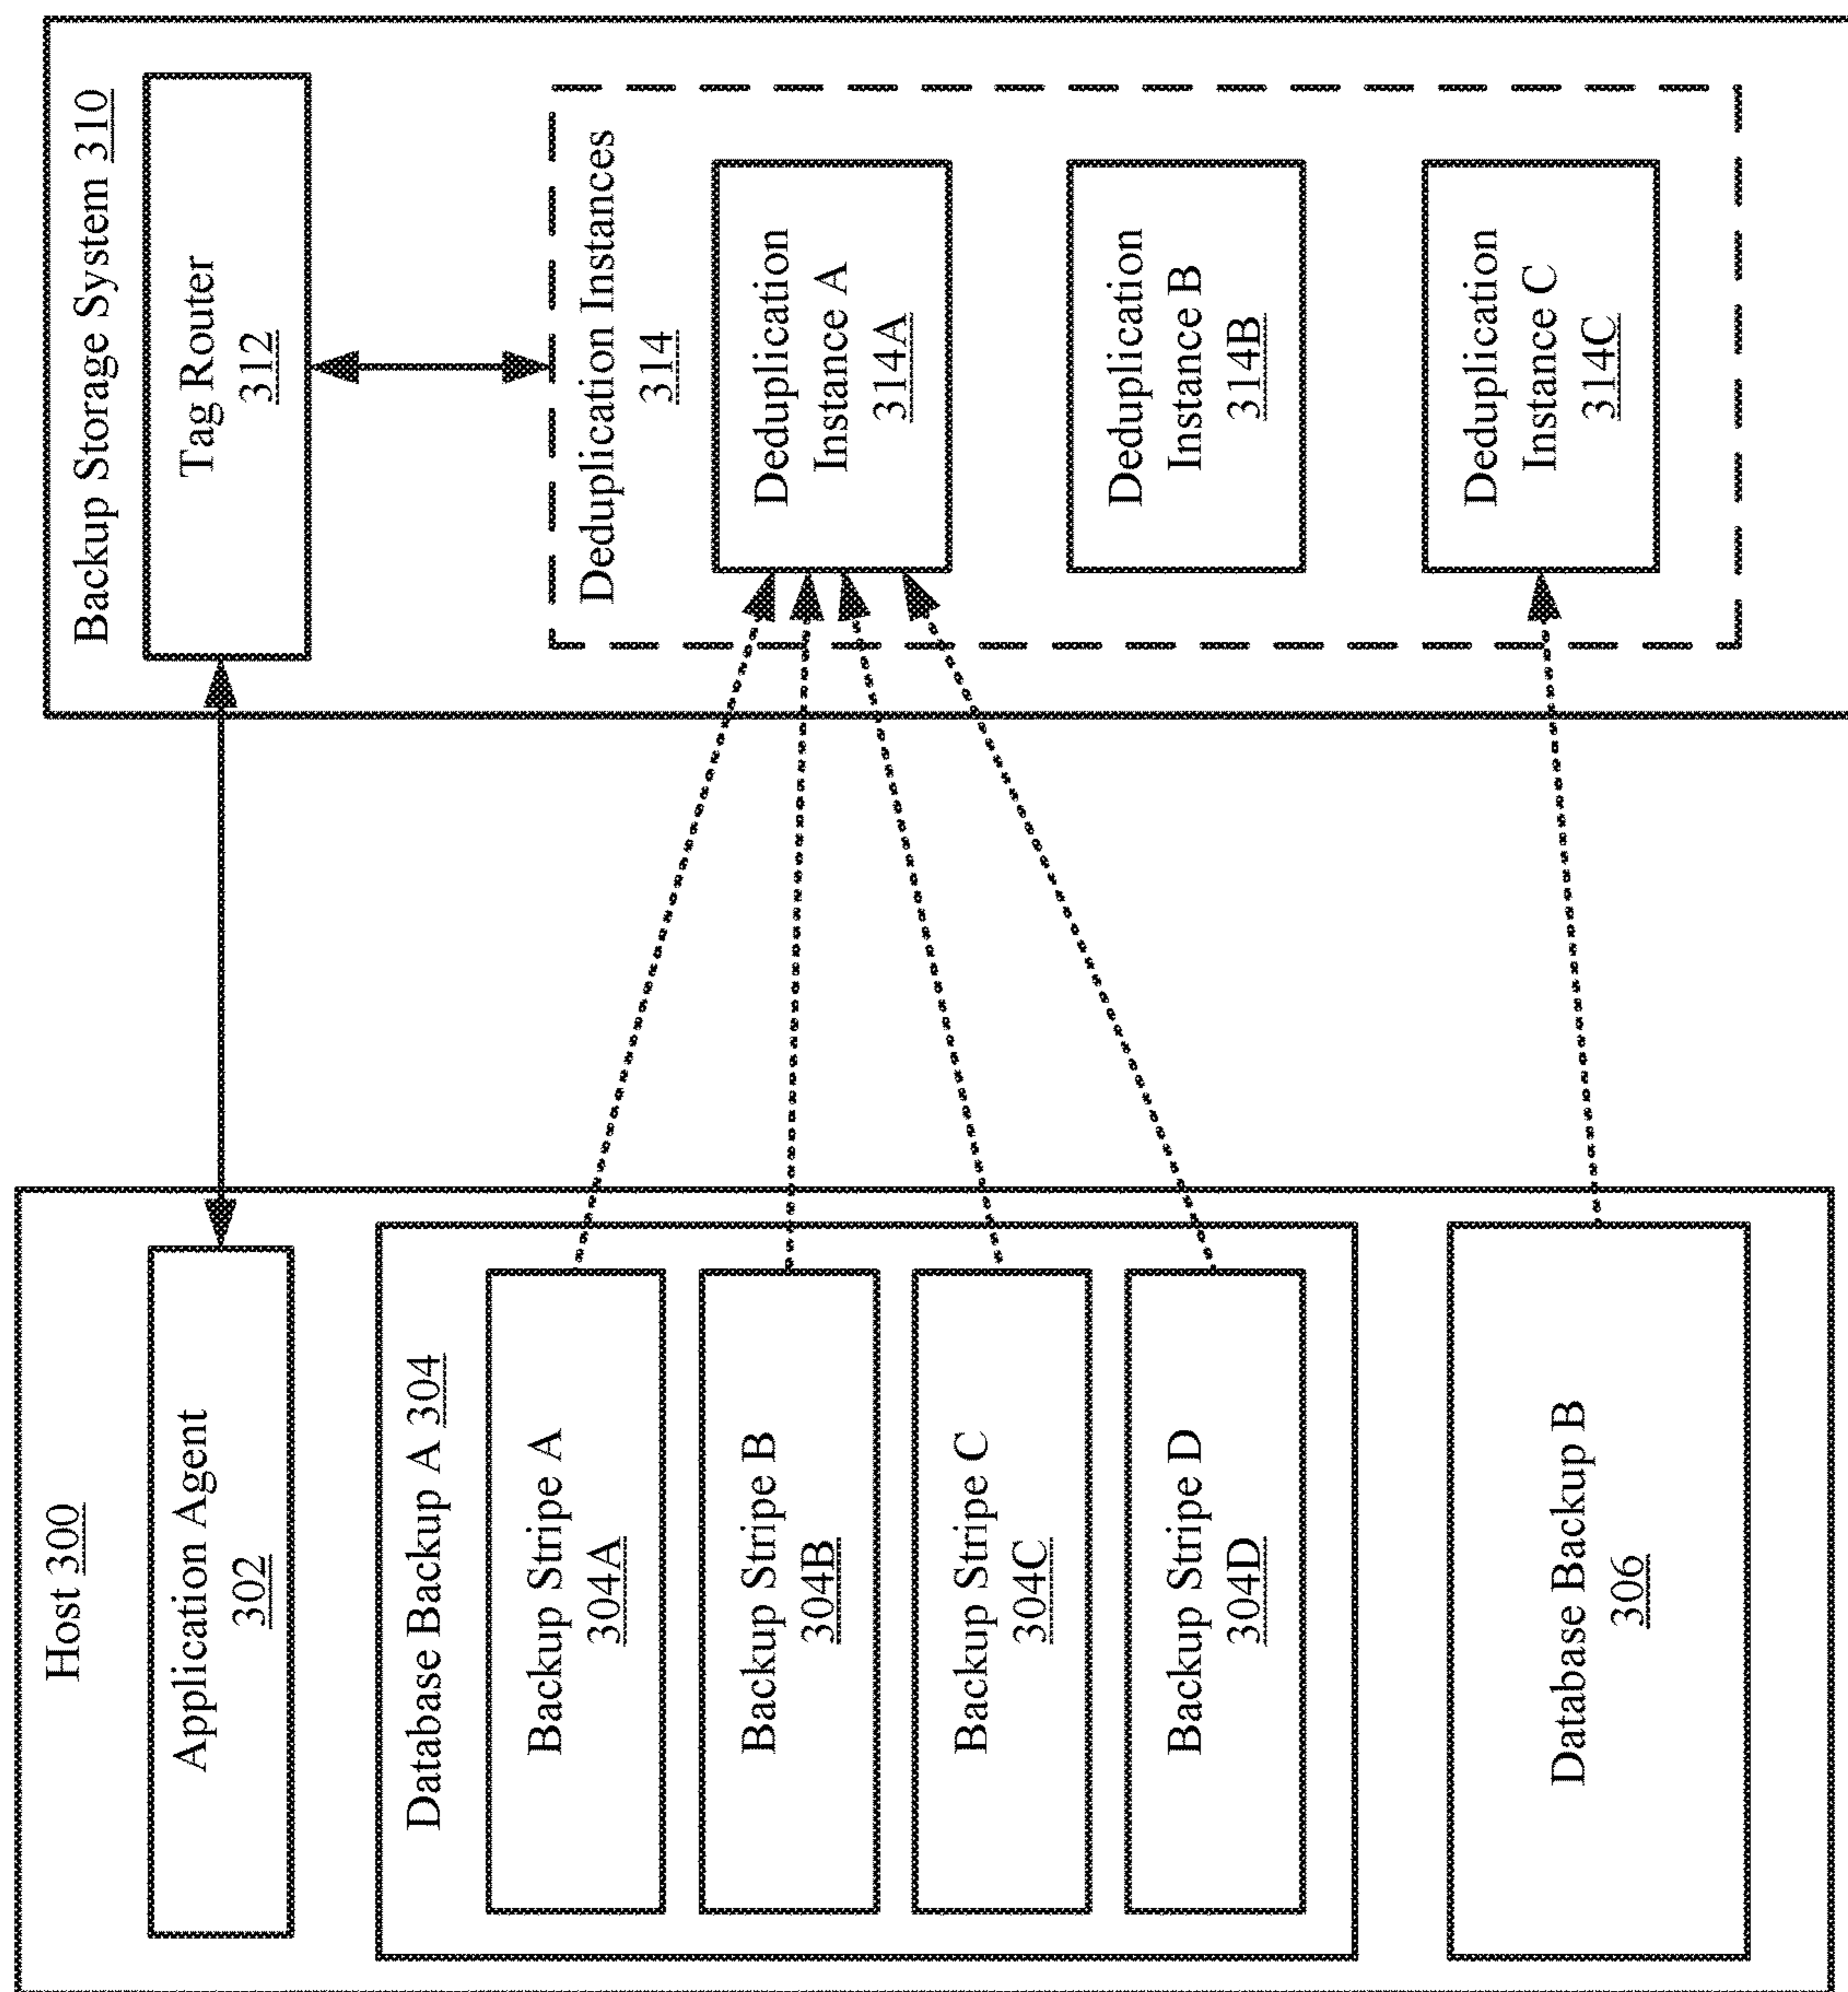 Host 300
Application Agent
302
Database Backup A 304
Backup Stripe A
304A
Backup Stripe B
304B
Backup Stripe C
304C
Backup Stripe D
304D
Database Backup B
306
Backup Storage System 310
Tag Router
312
Deduplication Instances
314
Deduplication
Instance A
314A
Deduplication
Instance B
314B
Deduplication
Instance C
314C